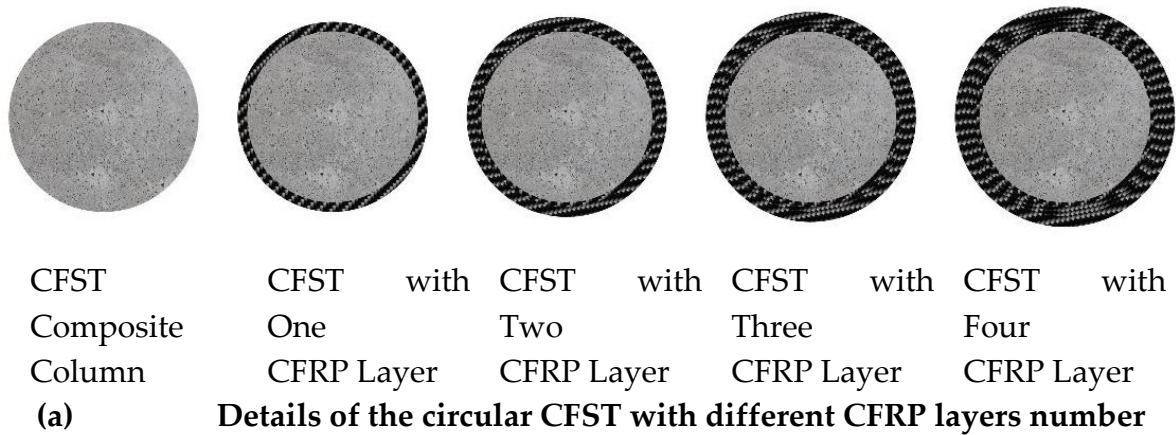 CFST CFST with CFST with CFST with CFST with
Composite One Two Three Four
Column CFRP Layer CFRP Layer CFRP Layer CFRP Layer
(a) Details of the circular CFST with different CFRP layers number